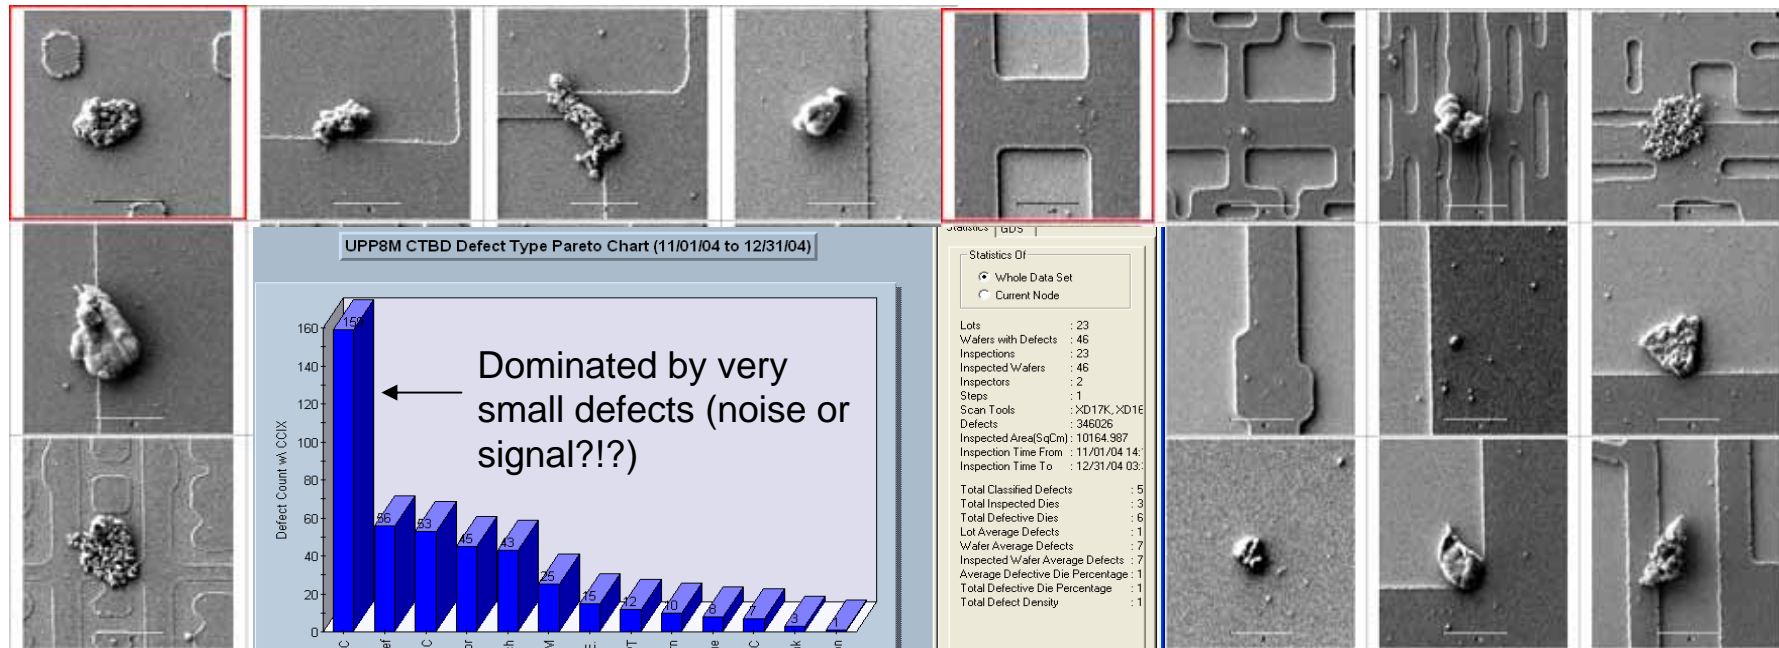 UPP8M CTBD Defect Type Pareto Chart (11/01/04 to 12/31/04)
Defect Count w\ CCIX
160
140
120
100
80
60
40
20
0
159
56
53
45
43
25
15
12
10
8
7
3
1
Dominated by very
small defects (noise or
signal?!?)
Statistics GDS
Statistics Of
Whole Data Set
Current Node
Lots : 23
Wafers with Defects : 46
Inspections : 23
Inspected Wafers : 46
Inspectors : 2
Steps : 1
Scan Tools : XD17K, XD1
Defects : 346026
Inspected Area(SqCm) : 10164.987
Inspection Time From : 11/01/04 14:
Inspection Time To : 12/31/04 03:
Total Classified Defects : 5
Total Inspected Dies : 3
Total Defective Dies : 6
Lot Average Defects : 1
Wafer Average Defects : 7
Inspected Wafer Average Defects : 7
Average Defective Die Percentage : 1
Total Defective Die Percentage : 1
Total Defect Density : 1